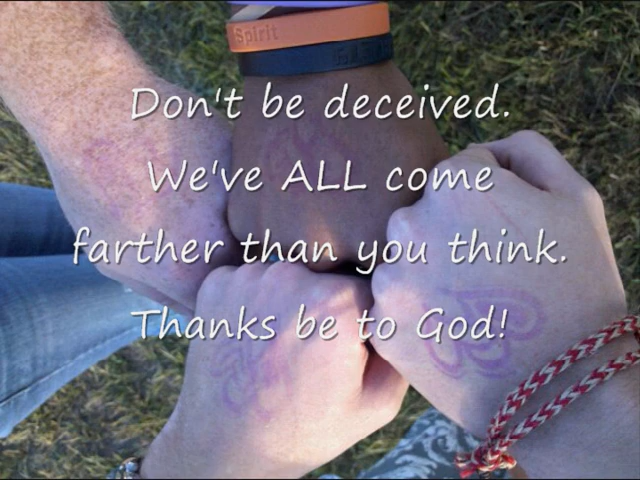 Spirit
Don't be deceived.
We've ALL come
farther than you think.
Thanks be to God!